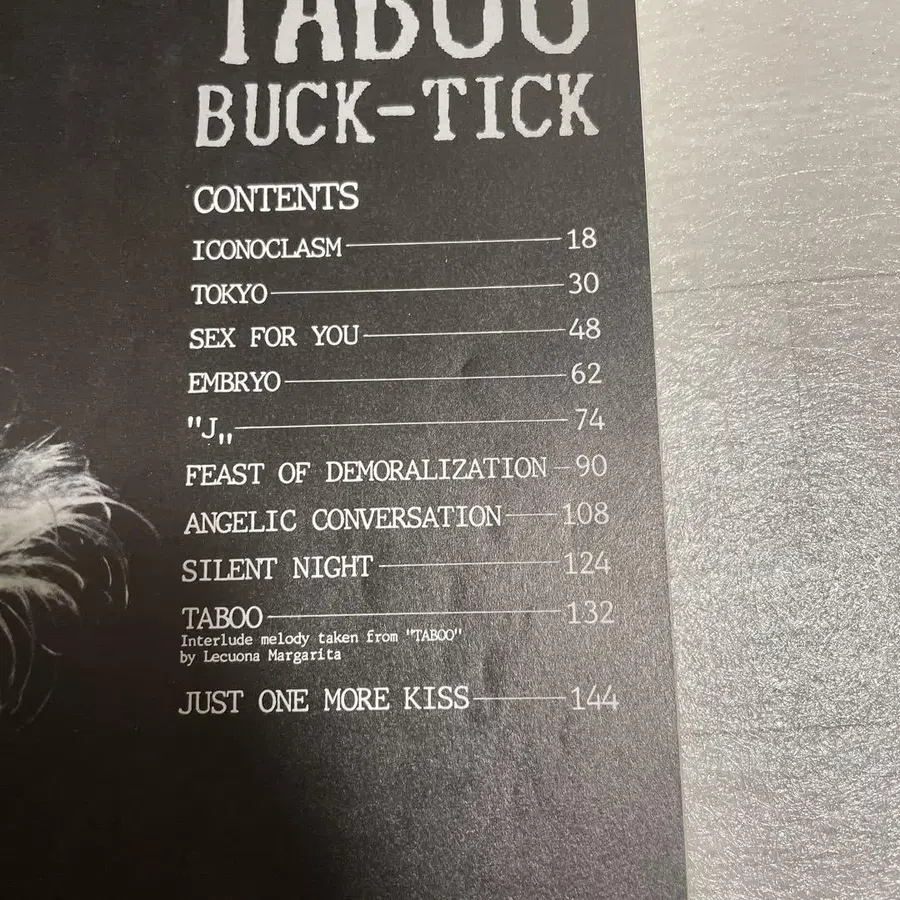 TABOO
BUCK-TICK
CONTENTS
ICONOCLASM 18
TOKYO 30
SEX FOR YOU 48
EMBRYO 62
"J„ 74
FEAST OF DEMORALIZATION 90
ANGELIC CONVERSATION 108
SILENT NIGHT 124
TABOO 132
Interlude melody taken from "TABOO"
by Lecuona Margarita
JUST ONE MORE KISS 144